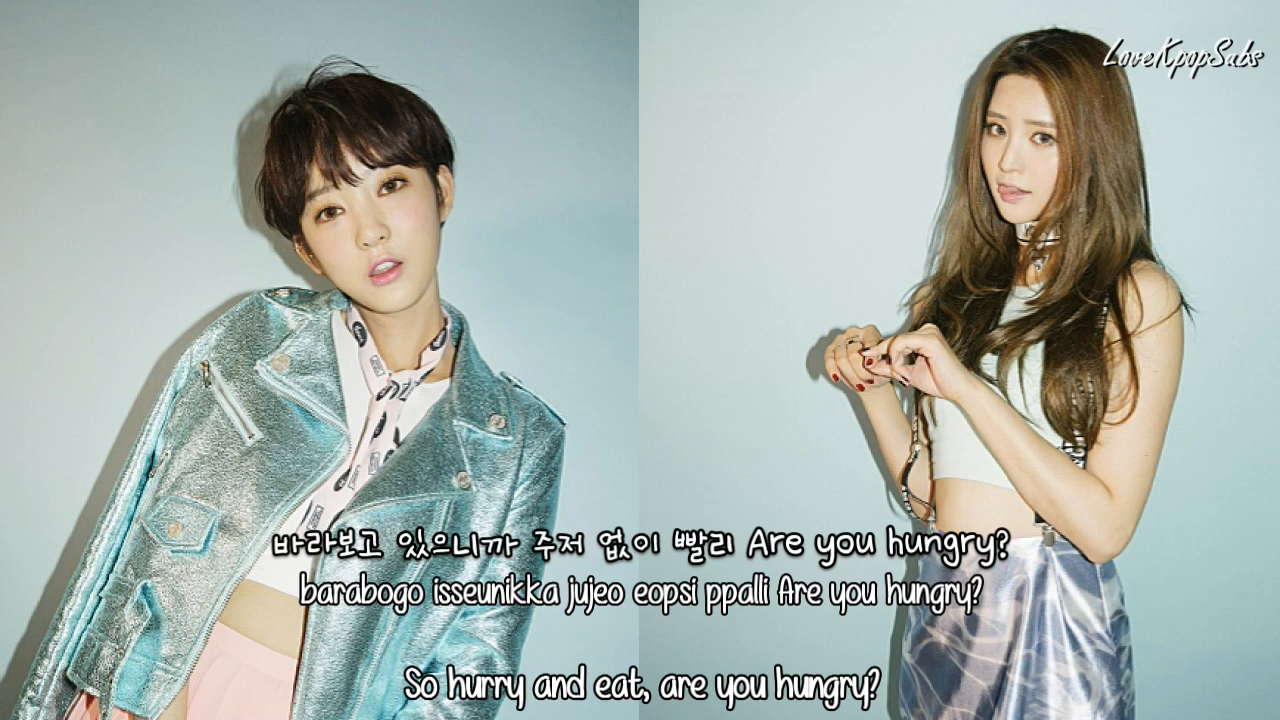 LoveKpopSubs
바라보고 있으니까 주저 없이 빨리 Are you hungry?
barabogo isseunikka jujeo eopsi ppalli Are you hungry?
So hurry and eat, are you hungry?